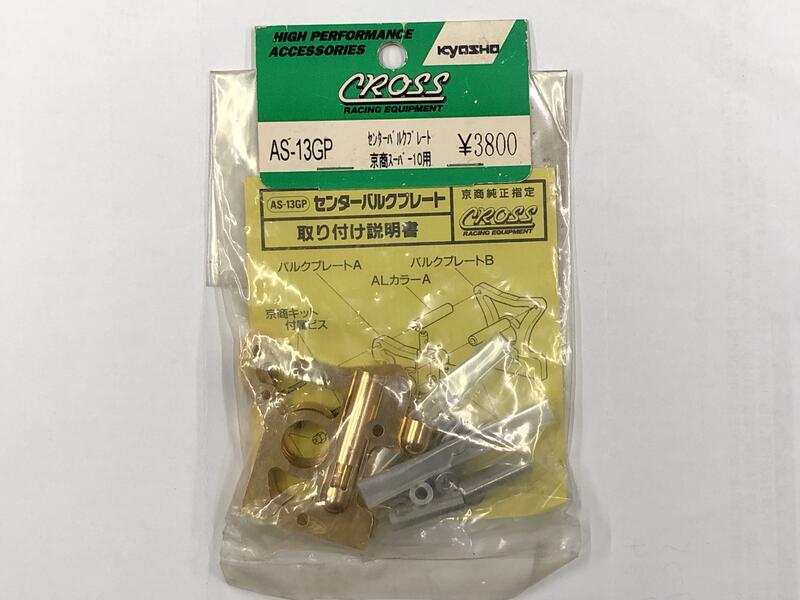 HIGH PERFORMANCE
ACCESSORIES
KYOSHO
CROSS
RACING EQUIPMENT
AS-13GP
センターバルクプレート
京商スーパー10用
¥3800
AS-13GP センターバルクプレート
取り付け説明書
京商純正指定
CROSS
RACING EQUIPMENT
バルクプレートA
バルクプレートB
ALカラーA
京商キット
付属ビス